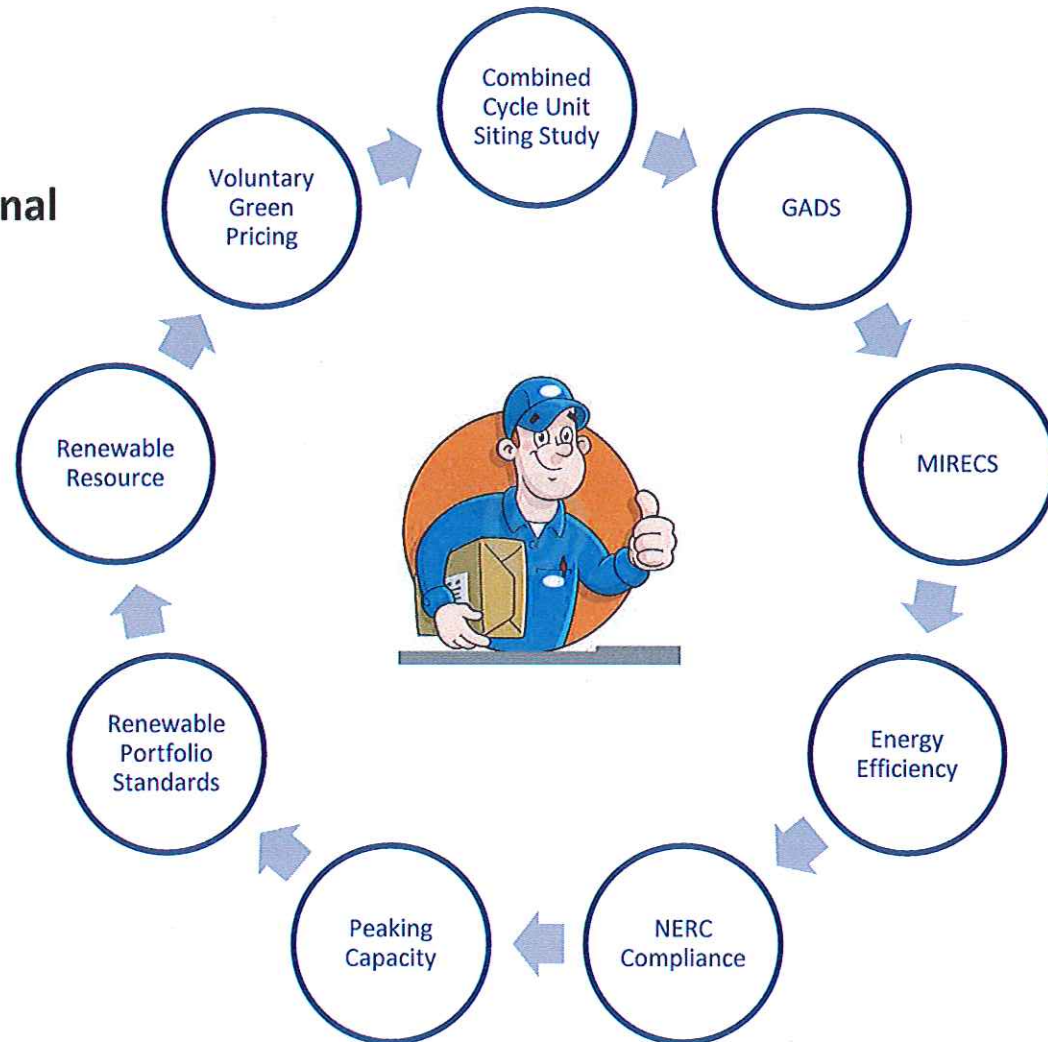 nal
Combined
Cycle Unit
Siting Study
GADS
MIRECS
Energy
Efficiency
NERC
Compliance
Peaking
Capacity
Renewable
Portfolio
Standards
Renewable
Resource
Voluntary
Green
Pricing